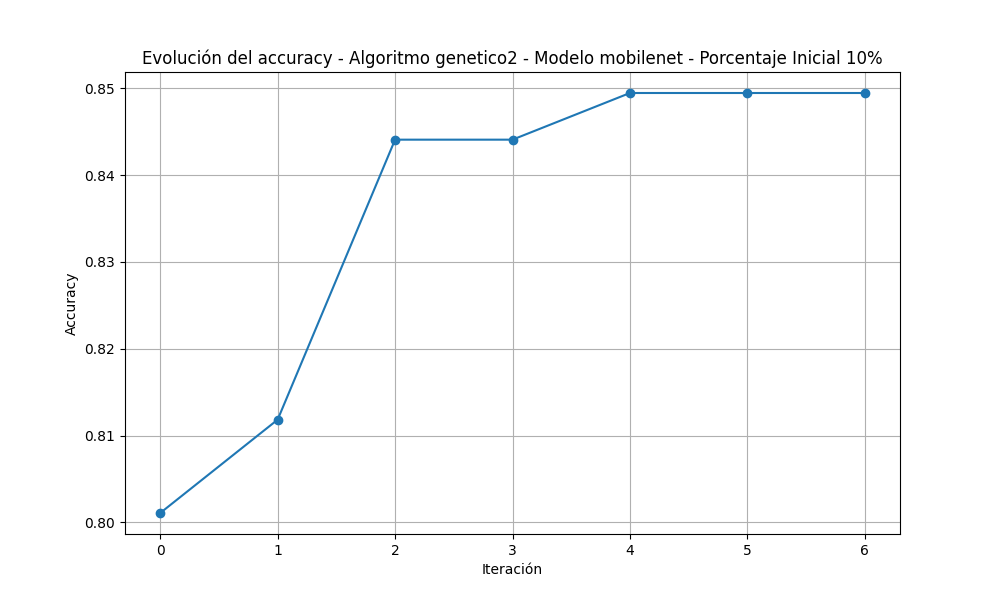 Evolución del accuracy - Algoritmo genetico2 - Modelo mobilenet - Porcentaje Inicial 10%
0.85
0.84
0.83
0.82
0.81
0.80
Accuracy
0 1 2 3 4 5 6
Iteración